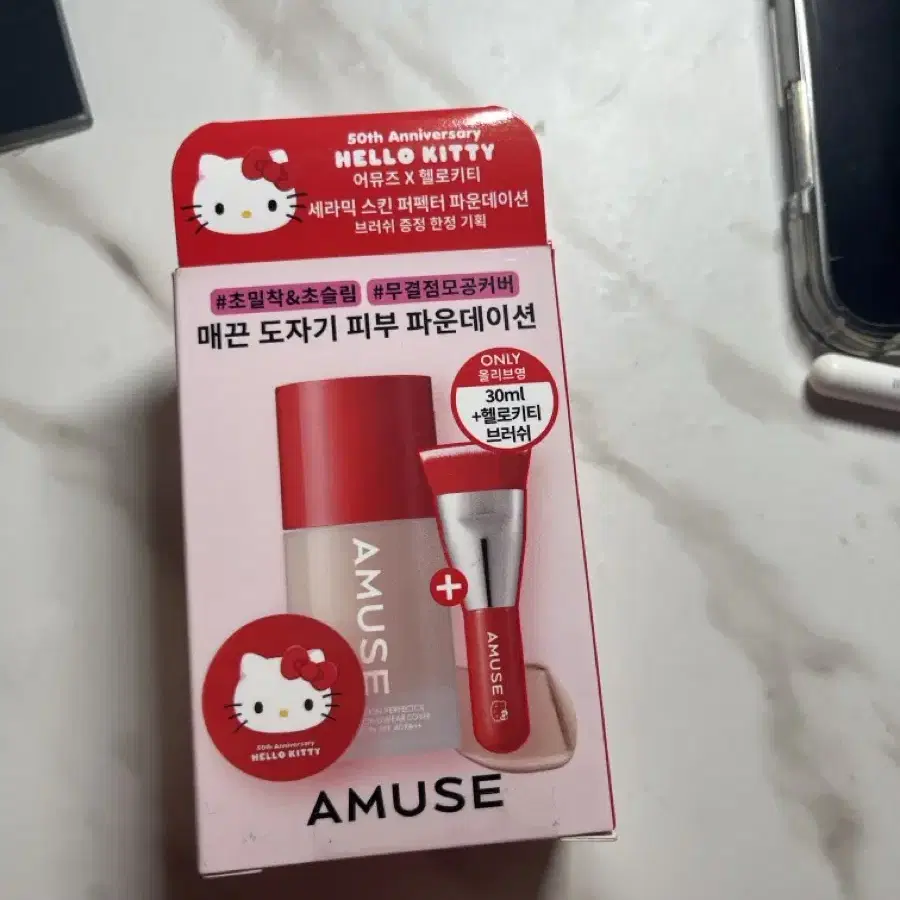 50th Anniversary
HELLO KITTY
어뮤즈 X 헬로키티
세라믹 스킨 퍼펙터 파운데이션
브러쉬 증정 한정 기획
#초밀착&초슬림 #무결점모공커버
매끈 도자기 피부 파운데이션
ONLY
올리브영
30ml
+헬로키티
브러쉬
AMUSE
+
AMUSE
SKIN PERFECTOR
50th Anniversary
HELLO KITTY
AMUSE